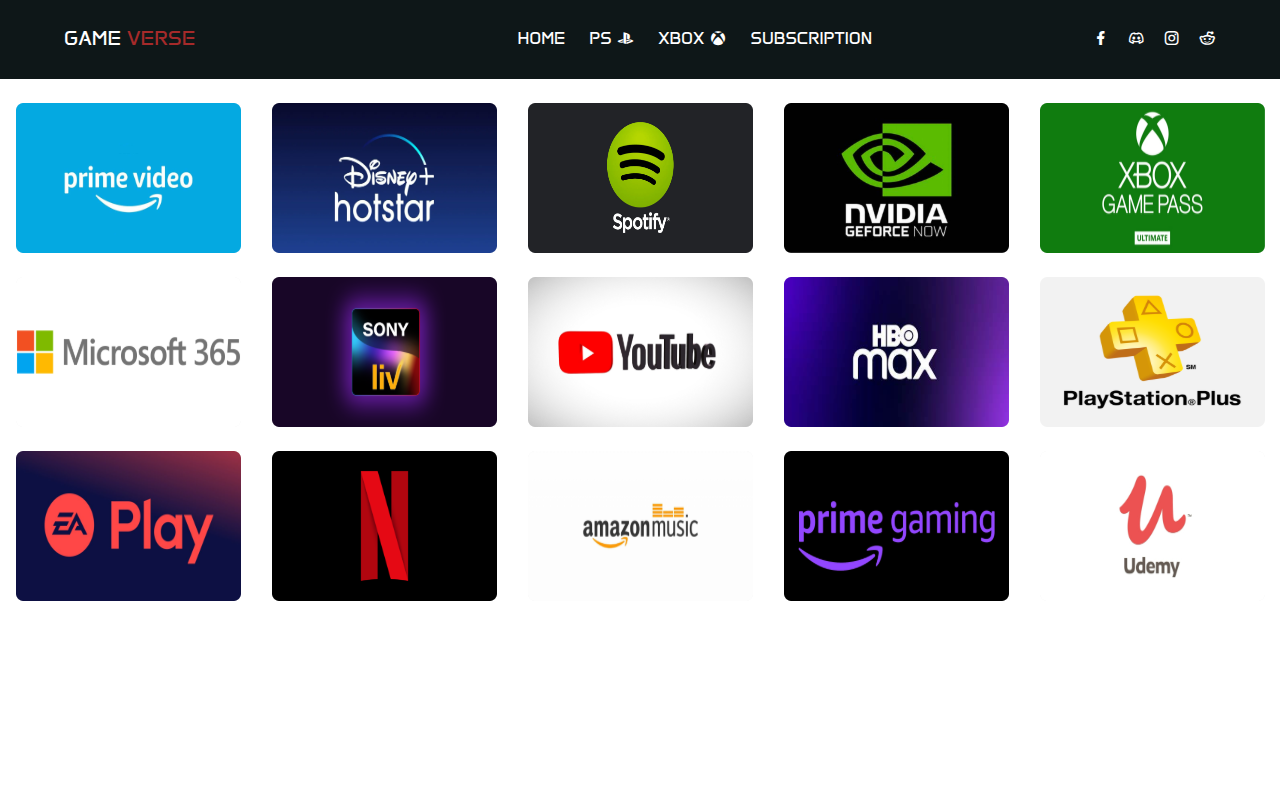 GAME VERSE
HOME PS XBOX SUBSCRIPTION
prime video
Disney+
hotstar
Spotify
NVIDIA
GEFORCE NOW
XBOX
GAME PASS
ULTIMATE
Microsoft 365
SONY
liv
YouTube
HBO
max
SM
PlayStation®Plus
EA Play
N
amazon music
prime gaming
Udemy